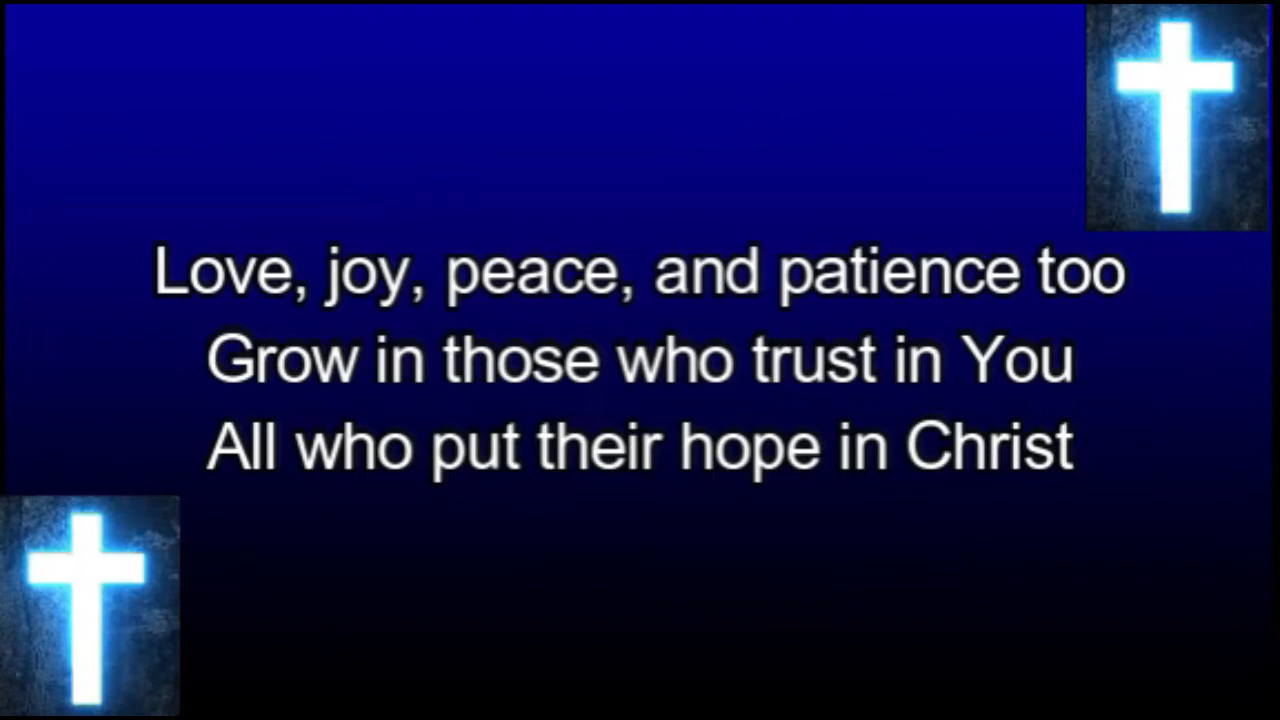 Love, joy, peace, and patience too
Grow in those who trust in You
All who put their hope in Christ